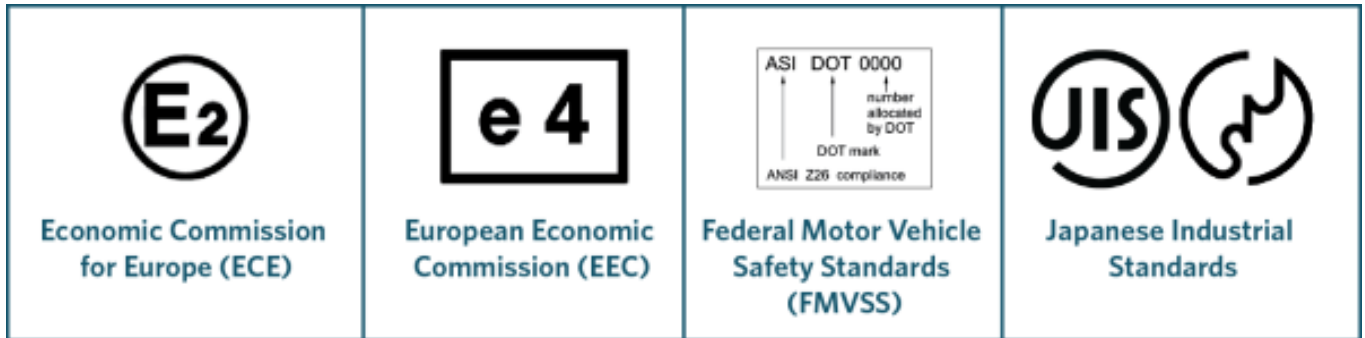 E2
Economic Commission
for Europe (ECE)
e 4
European Economic
Commission (EEC)
ASI DOT 0000
number
allocated
by DOT
DOT mark
ANSI Z26 compliance
Federal Motor Vehicle
Safety Standards
(FMVSS)
JIS
Japanese Industrial
Standards